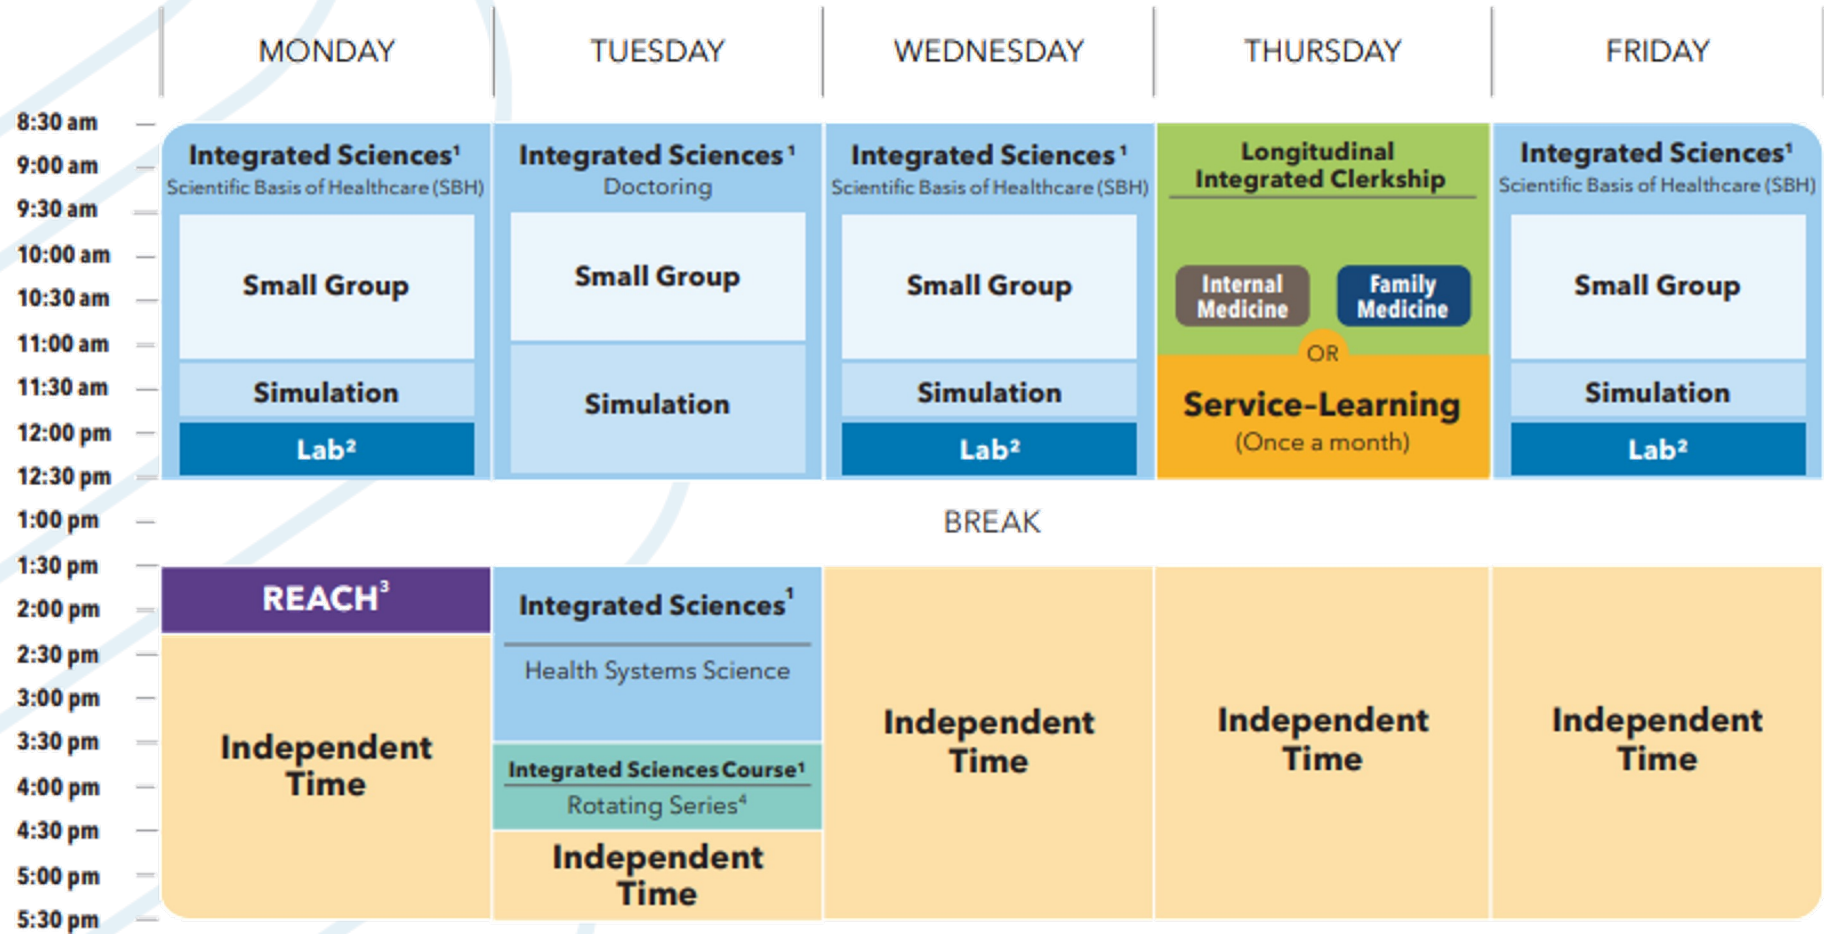 MONDAY TUESDAY WEDNESDAY THURSDAY FRIDAY
8:30 am
9:00 am
9:30 am
10:00 am
10:30 am
11:00 am
11:30 am
12:00 pm
12:30 pm
1:00 pm
1:30 pm
2:00 pm
2:30 pm
3:00 pm
3:30 pm
4:00 pm
4:30 pm
5:00 pm
5:30 pm
Integrated Sciences¹
Scientific Basis of Healthcare (SBH)
Small Group
Simulation
Lab²
Integrated Sciences¹
Doctoring
Small Group
Simulation
Integrated Sciences¹
Scientific Basis of Healthcare (SBH)
Small Group
Simulation
Lab²
Longitudinal
Integrated Clerkship
Internal
Medicine
Family
Medicine
OR
Service-Learning
(Once a month)
Integrated Sciences¹
Scientific Basis of Healthcare (SBH)
Small Group
Simulation
Lab²
BREAK
REACH³
Independent
Time
Integrated Sciences¹
Health Systems Science
Integrated Sciences Course¹
Rotating Series⁴
Independent
Time
Independent
Time
Independent
Time
Independent
Time